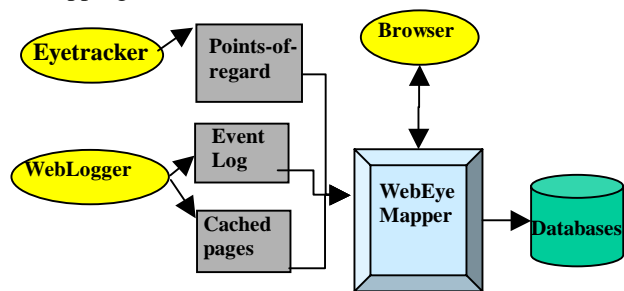 Eyetracker
Points-of-
regard
Browser
WebLogger
Event
Log
Cached
pages
WebEye
Mapper
Databases